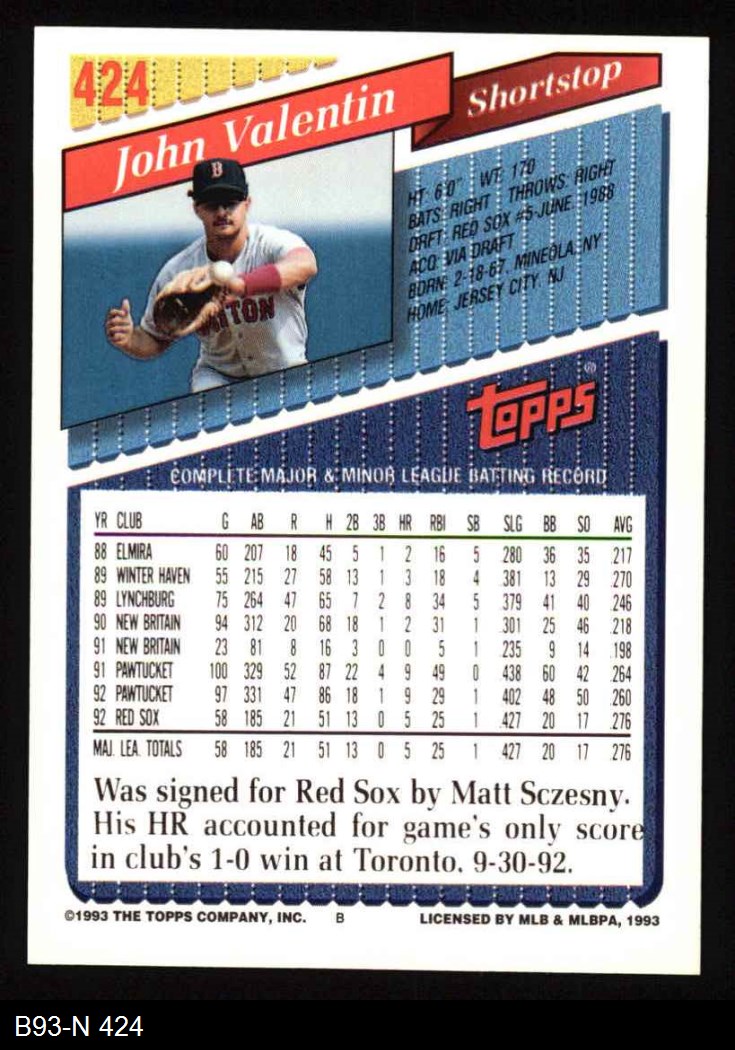 424
John Valentin
Shortstop
HT: 6'0" WT: 170
BATS: RIGHT THROWS: RIGHT
DRFT: RED SOX #5-JUNE, 1988
ACQ: VIA DRAFT
BORN: 2-18-67, MINEOLA, NY
HOME: JERSEY CITY, NJ
B
TOPPS®
COMPLETE MAJOR & MINOR LEAGUE BATTING RECORD
YR CLUB G AB R H 2B 3B HR RBI SB SLG BB SO AVG
88 ELMIRA 60 207 18 45 5 1 2 16 5 .280 36 35 .217
89 WINTER HAVEN 55 215 27 58 13 1 3 18 4 .381 13 29 .270
89 LYNCHBURG 75 264 47 65 7 2 8 34 5 .379 41 40 .246
90 NEW BRITAIN 94 312 20 68 18 1 2 31 1 .301 25 46 .218
91 NEW BRITAIN 23 81 8 16 3 0 0 5 1 .235 9 14 .198
91 PAWTUCKET 100 329 52 87 22 4 9 49 0 .438 60 42 .264
92 PAWTUCKET 97 331 47 86 18 1 9 29 1 .402 48 50 .260
92 RED SOX 58 185 21 51 13 0 5 25 1 .427 20 17 .276
MAJ. LEA. TOTALS 58 185 21 51 13 0 5 25 1 .427 20 17 .276
Was signed for Red Sox by Matt Sczesny.
His HR accounted for game's only score
in club's 1-0 win at Toronto, 9-30-92.
©1993 THE TOPPS COMPANY, INC. B LICENSED BY MLB & MLBPA, 1993
B93-N 424